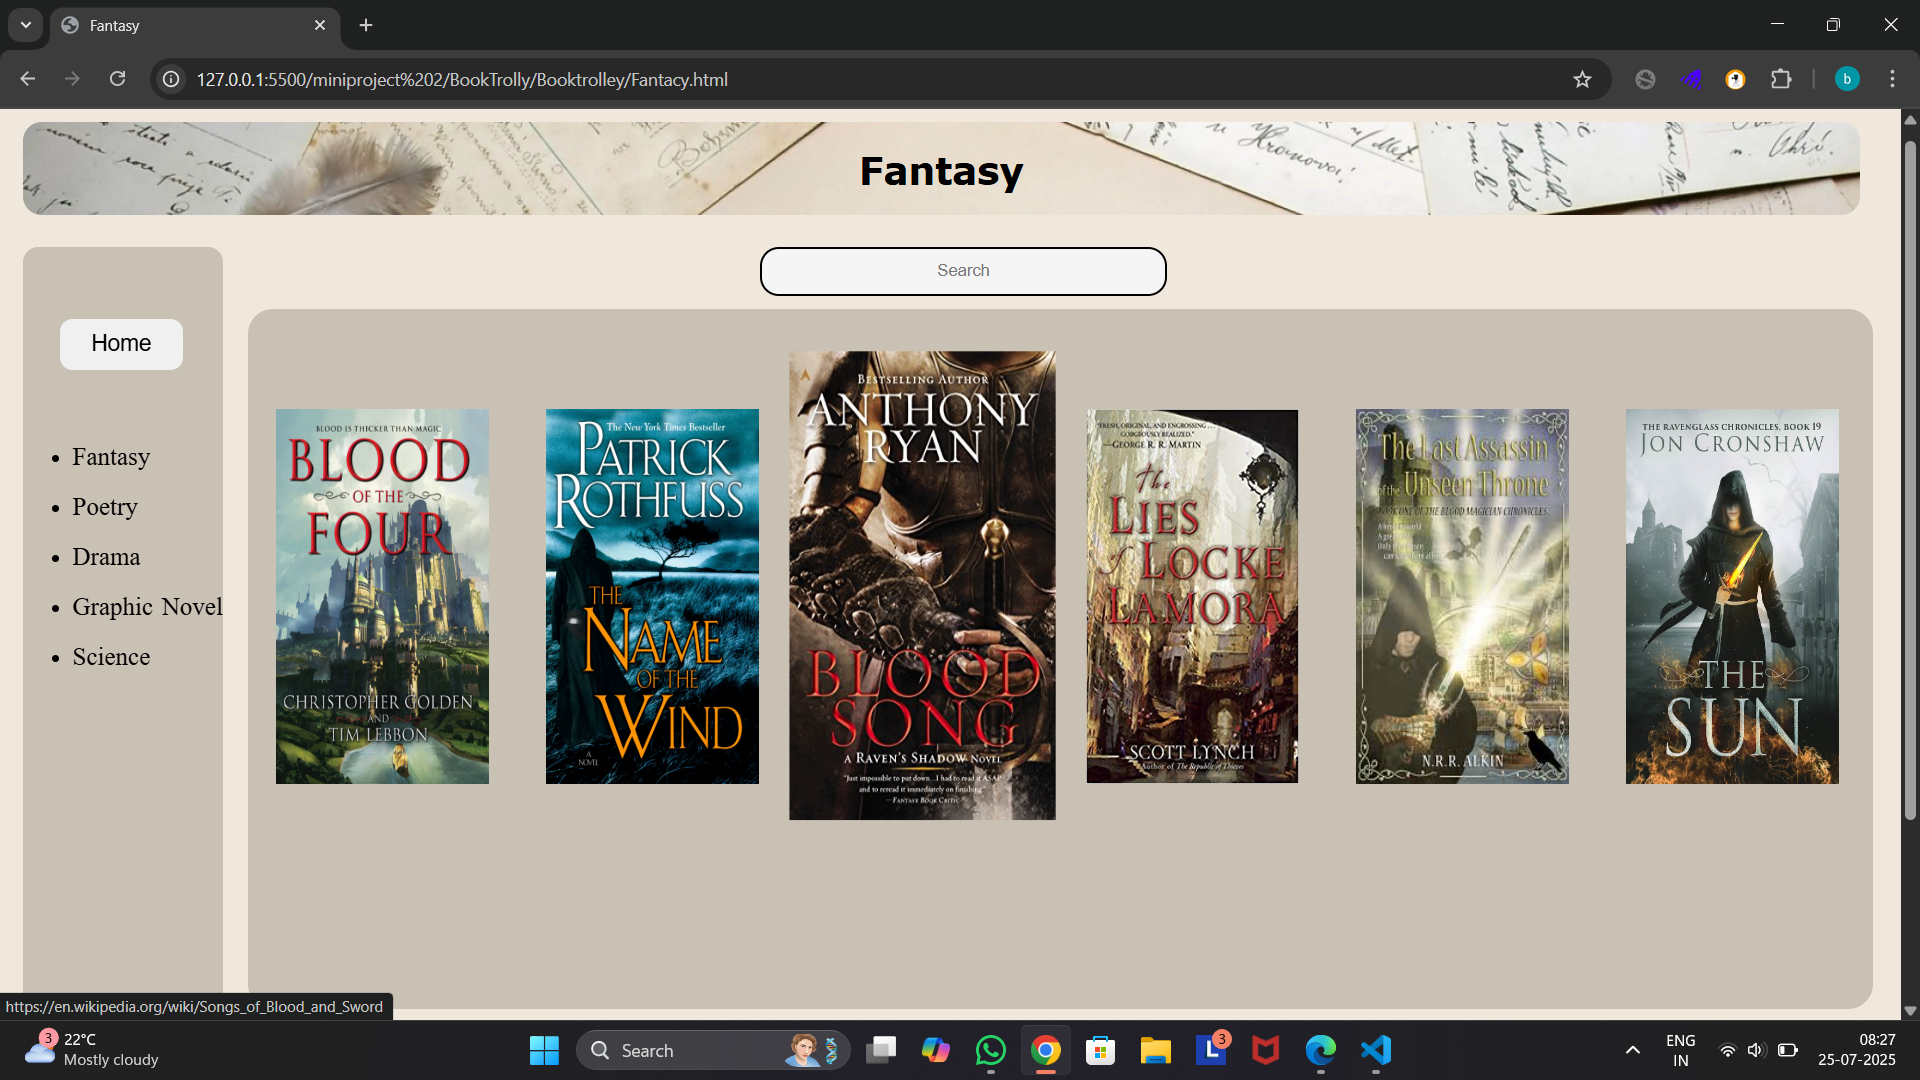 Fantasy
127.0.0.1:5500/miniproject%202/BookTrolly/Booktrolley/Fantacy.html
b
Fantasy
Search
Home
Fantasy
Poetry
Drama
Graphic Novel
Science
BLOOD IS THICKER THAN MAGIC
BLOOD
OF THE
FOUR
CHRISTOPHER GOLDEN
AND
TIM LEBBON
The New York Times Bestseller
PATRICK
ROTHFUSS
THE
NAME
OF THE
WIND
A
NOVEL
BESTSELLING AUTHOR
ANTHONY
RYAN
BLOOD
SONG
A RAVEN'S SHADOW NOVEL
"Just impossible to put down...I had to read it ASAP
and to reread it immediately on finishing."
—FANTASY BOOK CRITIC
"FRESH, ORIGINAL, AND ENGROSSING...
GORGEOUSLY REALIZED."
—GEORGE R. R. MARTIN
The
LIES
of LOCKE
LAMORA
SCOTT LYNCH
Author of The Republic of Thieves
The Last Assassin
of the Unseen Throne
BOOK ONE OF THE BLOOD MAGICIAN CHRONICLES
N.R.R. ALKIN
THE RAVENGLASS CHRONICLES, BOOK 19
JON CRONSHAW
THE
SUN
https://en.wikipedia.org/wiki/Songs_of_Blood_and_Sword
3
22°C
Mostly cloudy
Search
L
3
ENG
IN
08:27
25-07-2025